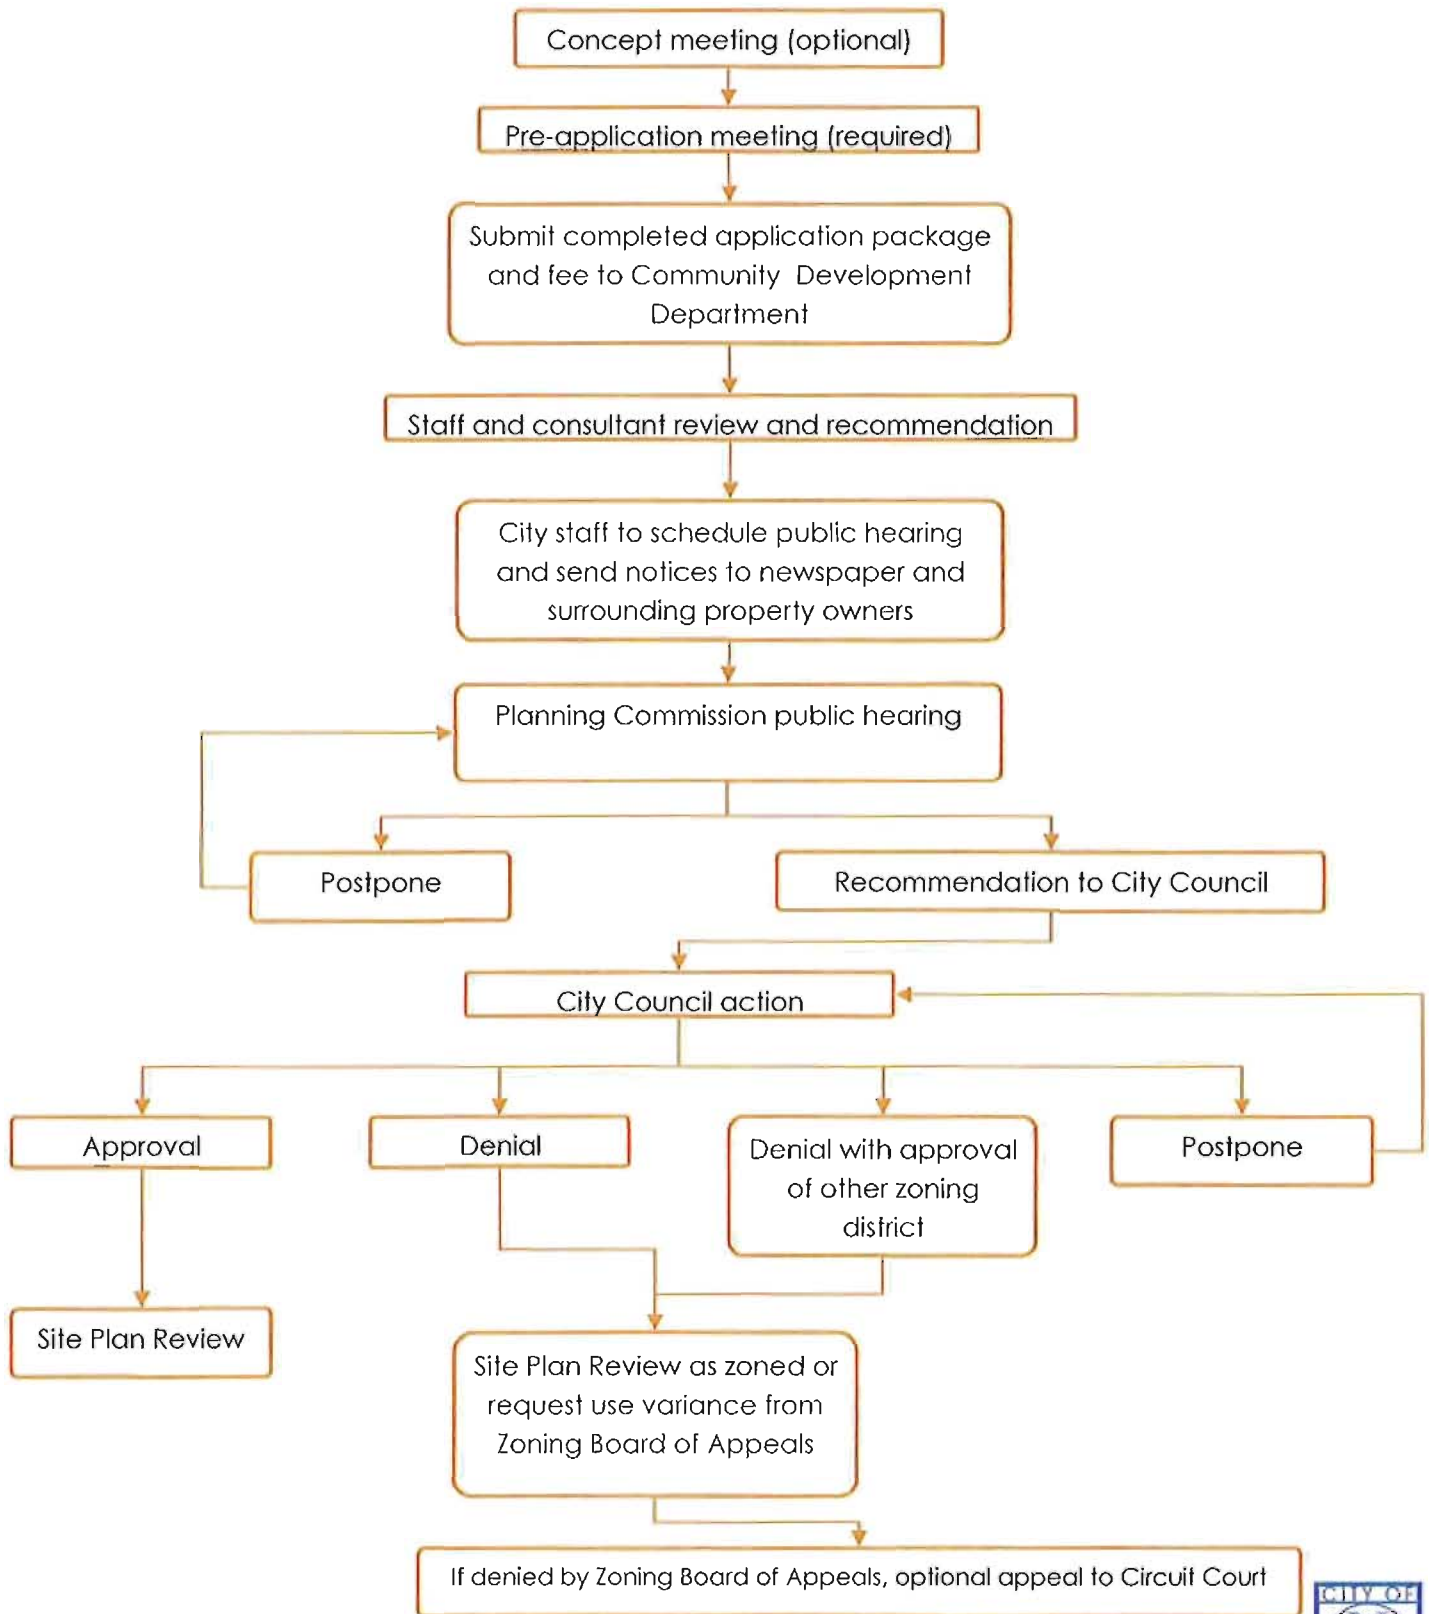 Concept meeting (optional)
Pre-application meeting (required)
Submit completed application package
and fee to Community Development
Department
Staff and consultant review and recommendation
City staff to schedule public hearing
and send notices to newspaper and
surrounding property owners
Planning Commission public hearing
Postpone
Recommendation to City Council
City Council action
Approval
Denial
Denial with approval
of other zoning
district
Postpone
Site Plan Review
Site Plan Review as zoned or
request use variance from
Zoning Board of Appeals
If denied by Zoning Board of Appeals, optional appeal to Circuit Court
CITY OF